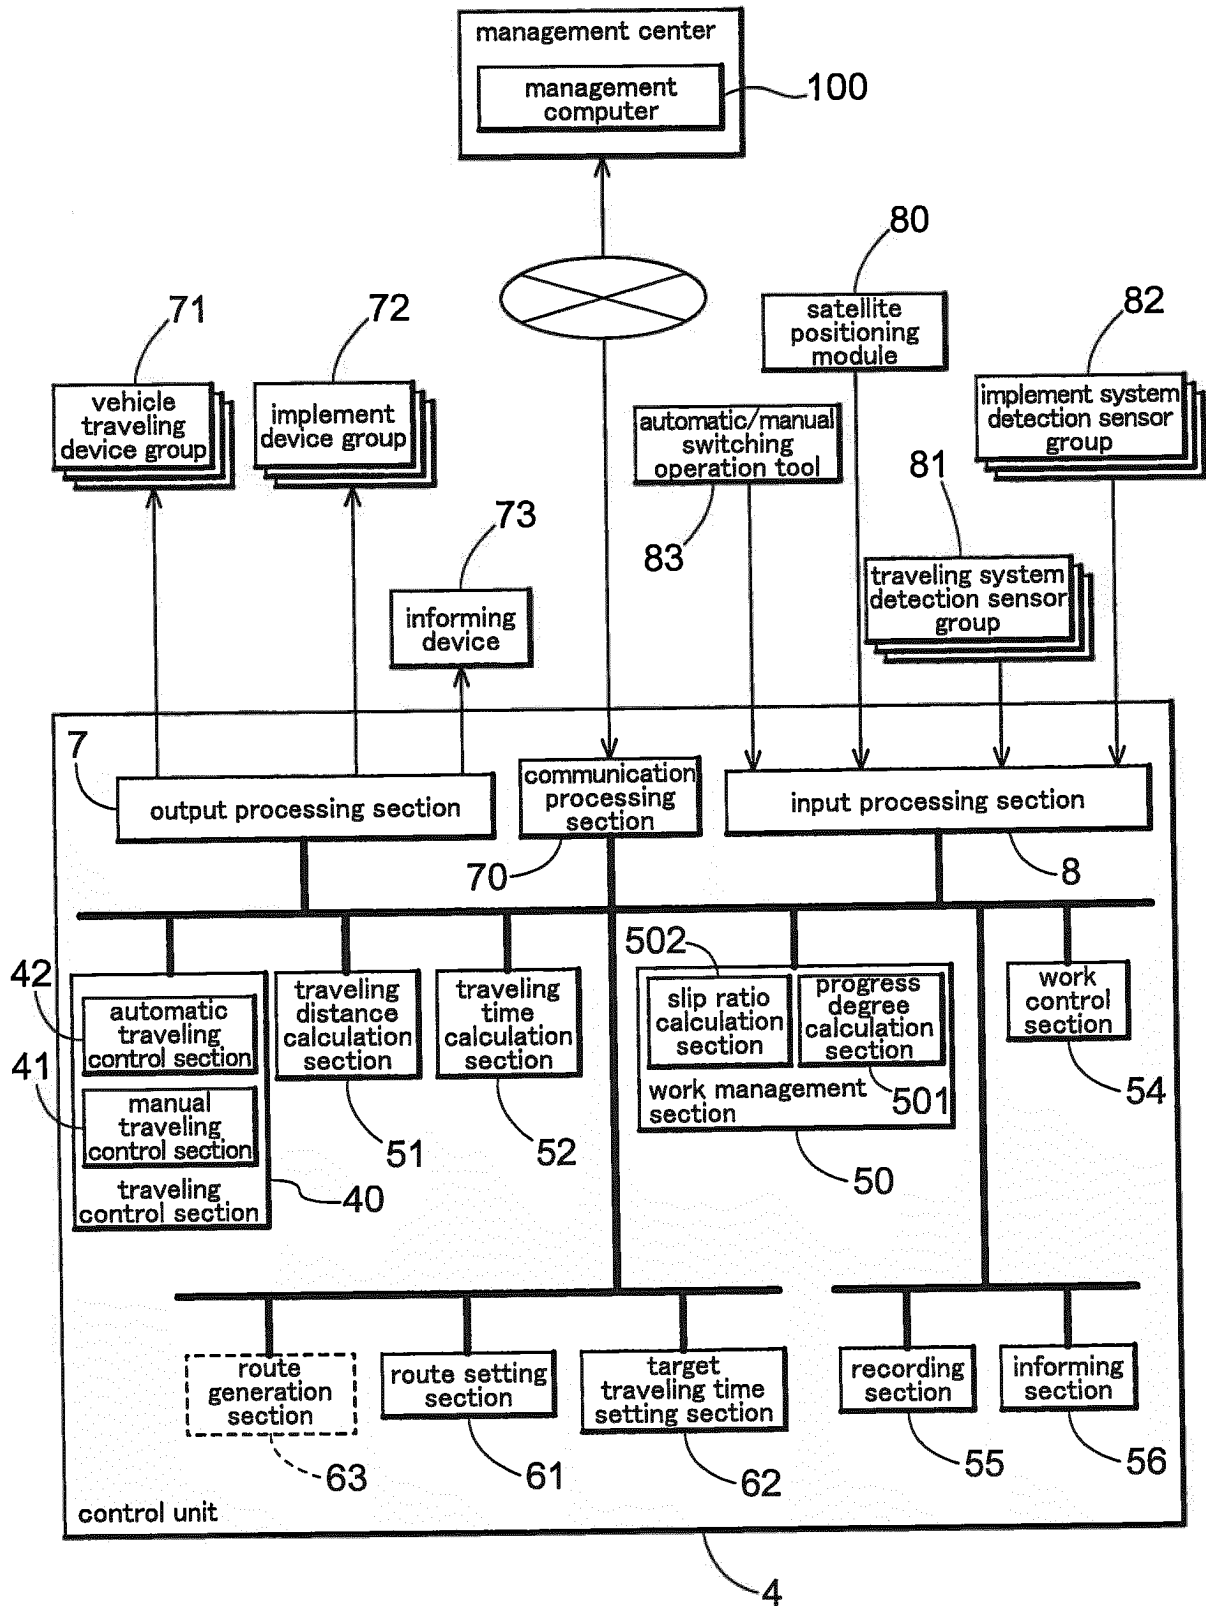 management center
management
computer
100
80
71
72
82
satellite
positioning
module
vehicle
traveling
device group
implement
device group
automatic/manual
switching
operation tool
implement system
detection sensor
group
81
73
83
informing
device
traveling system
detection sensor
group
7
output processing section
communication
processing
section
input processing section
70
8
502
42
automatic
traveling
control section
traveling
distance
calculation
section
traveling
time
calculation
section
slip ratio
calculation
section
progress
degree
calculation
section
work
control
section
41
manual
traveling
control section
work management
section
501
54
51
52
50
traveling
control section
40
route
generation
section
route setting
section
target
traveling time
setting section
recording
section
informing
section
63
61
62
55
56
control unit
4